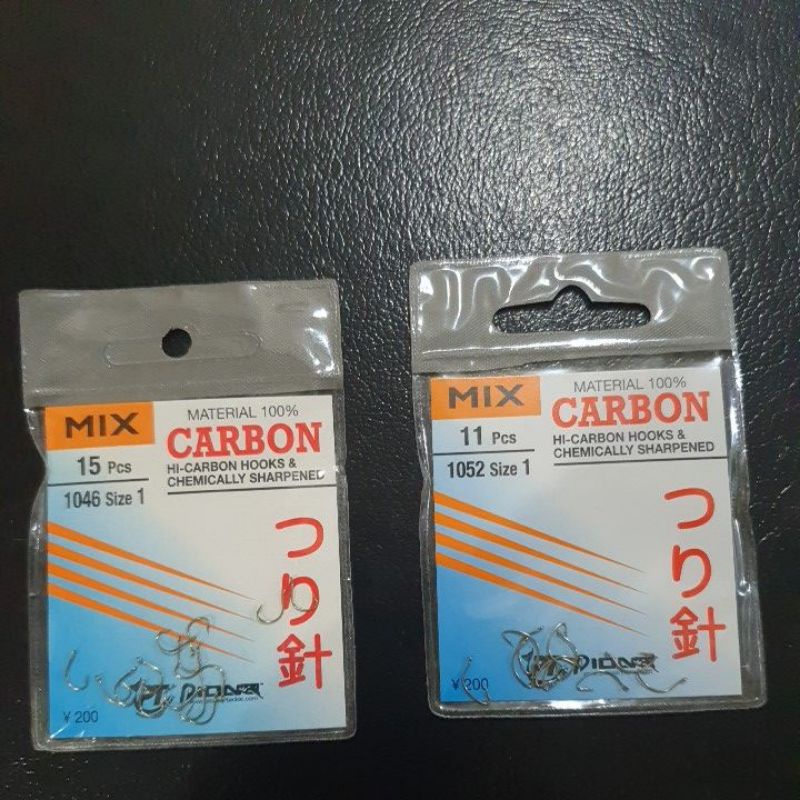 MIX
MATERIAL 100%
CARBON
15 Pcs
HI-CARBON HOOKS &
CHEMICALLY SHARPENED
1046 Size 1
つり針
¥ 200
MIX
MATERIAL 100%
CARBON
11 Pcs
HI-CARBON HOOKS &
CHEMICALLY SHARPENED
1052 Size 1
つり針
¥ 200